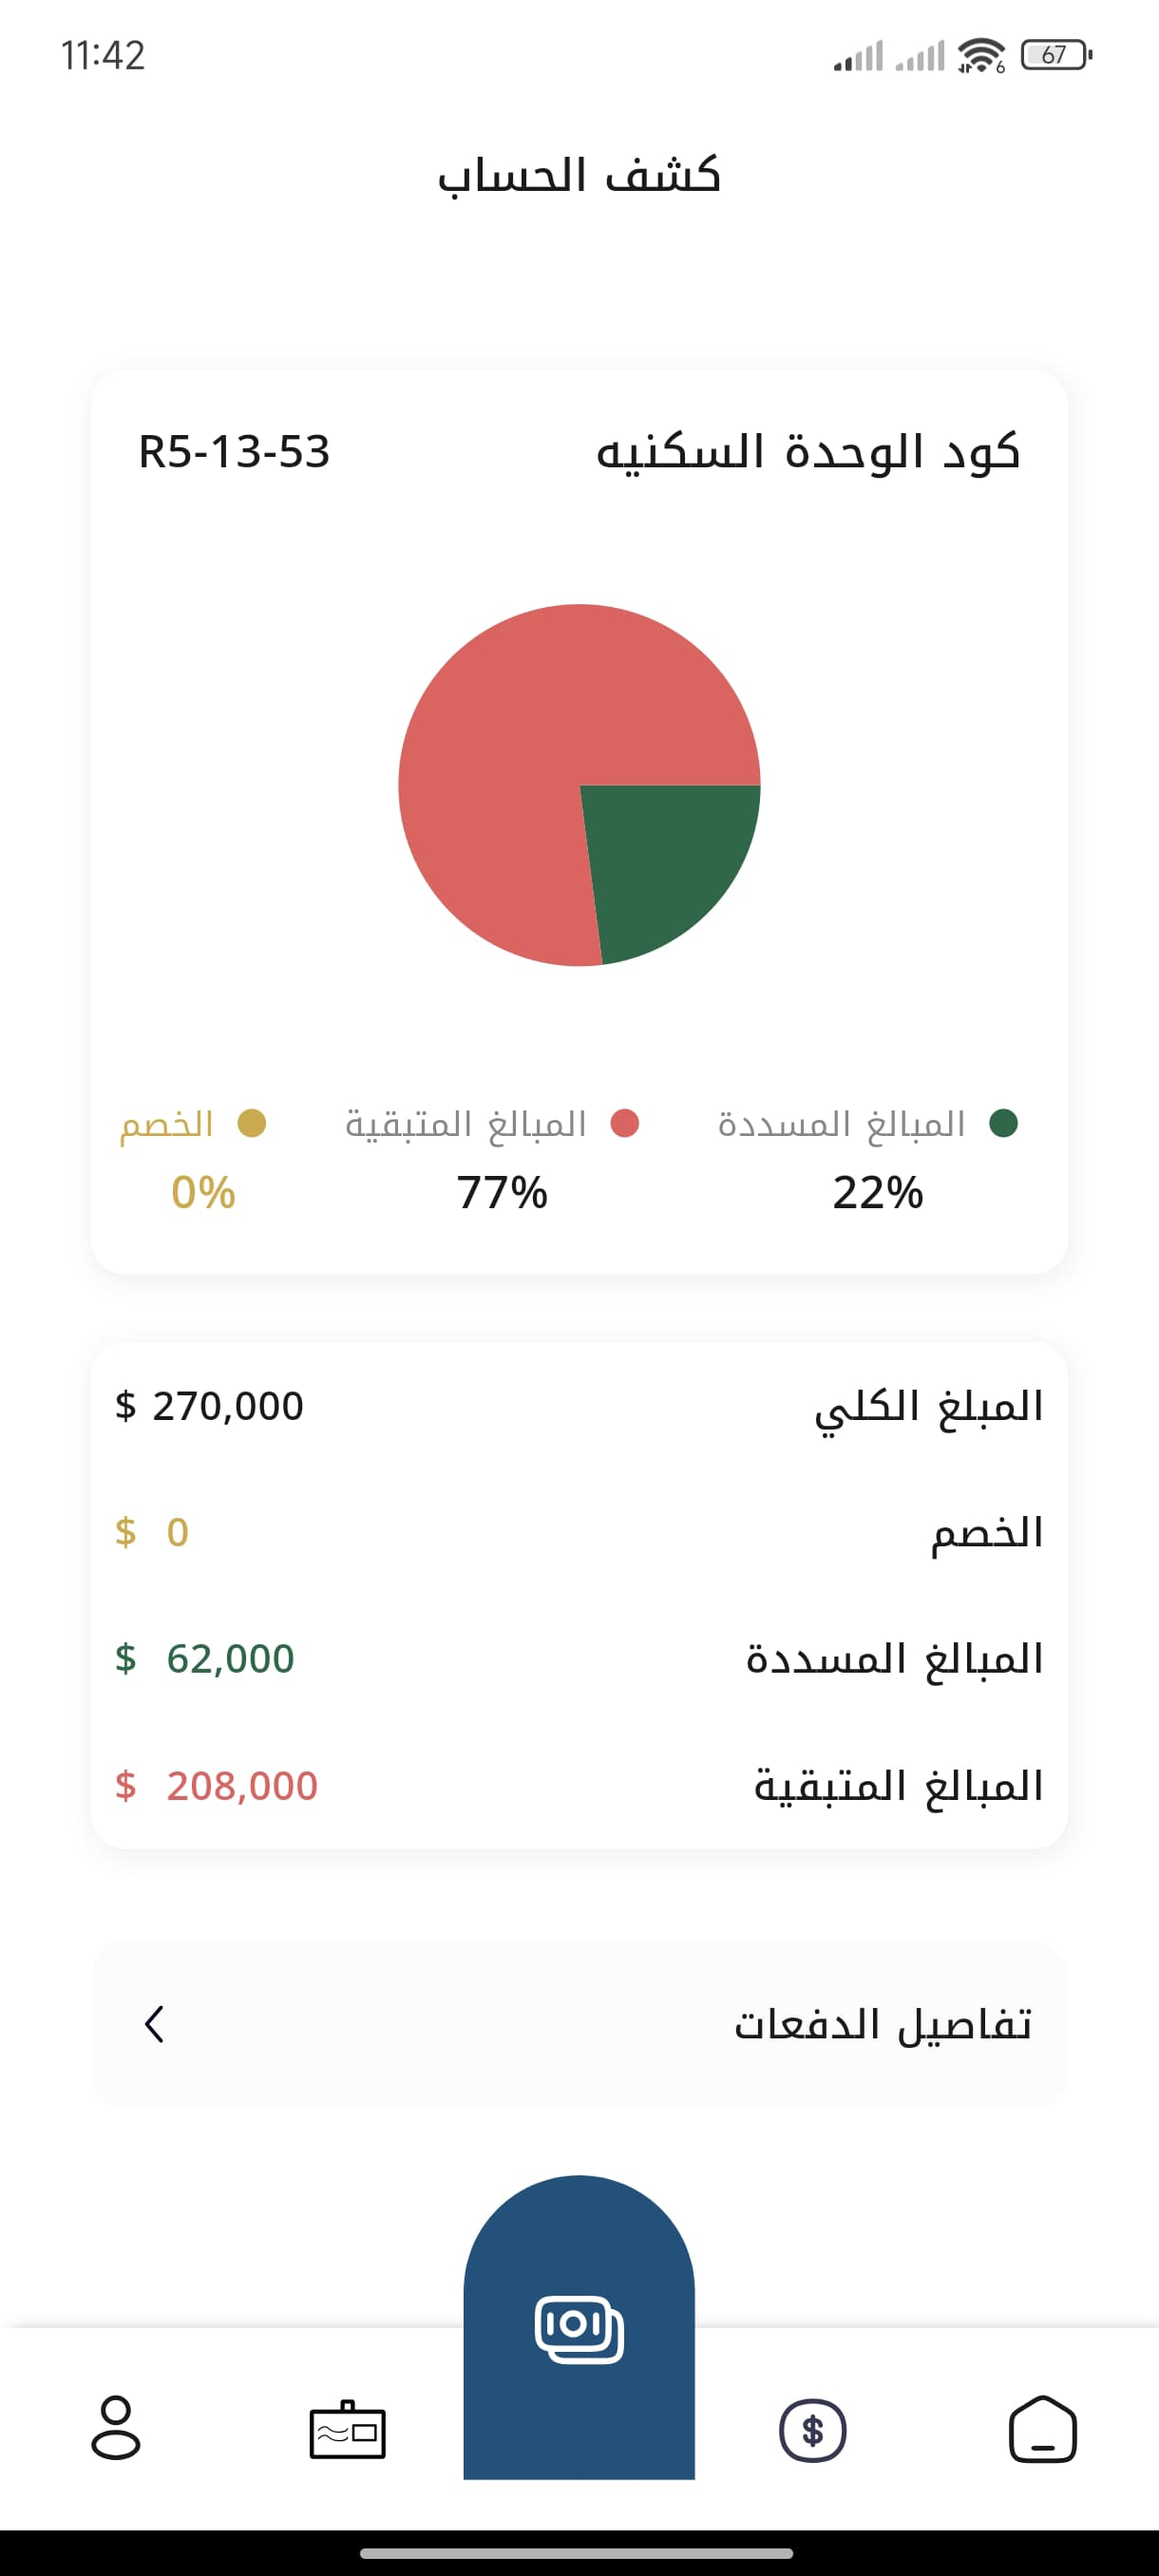 11:42
67
6
كشف الحساب
كود الوحدة السكنيه R5-13-53
المبالغ المسددة المبالغ المتبقية الخصم
22% 77% 0%
المبلغ الكلي $ 270,000
الخصم $ 0
المبالغ المسددة $ 62,000
المبالغ المتبقية $ 208,000
تفاصيل الدفعات
$